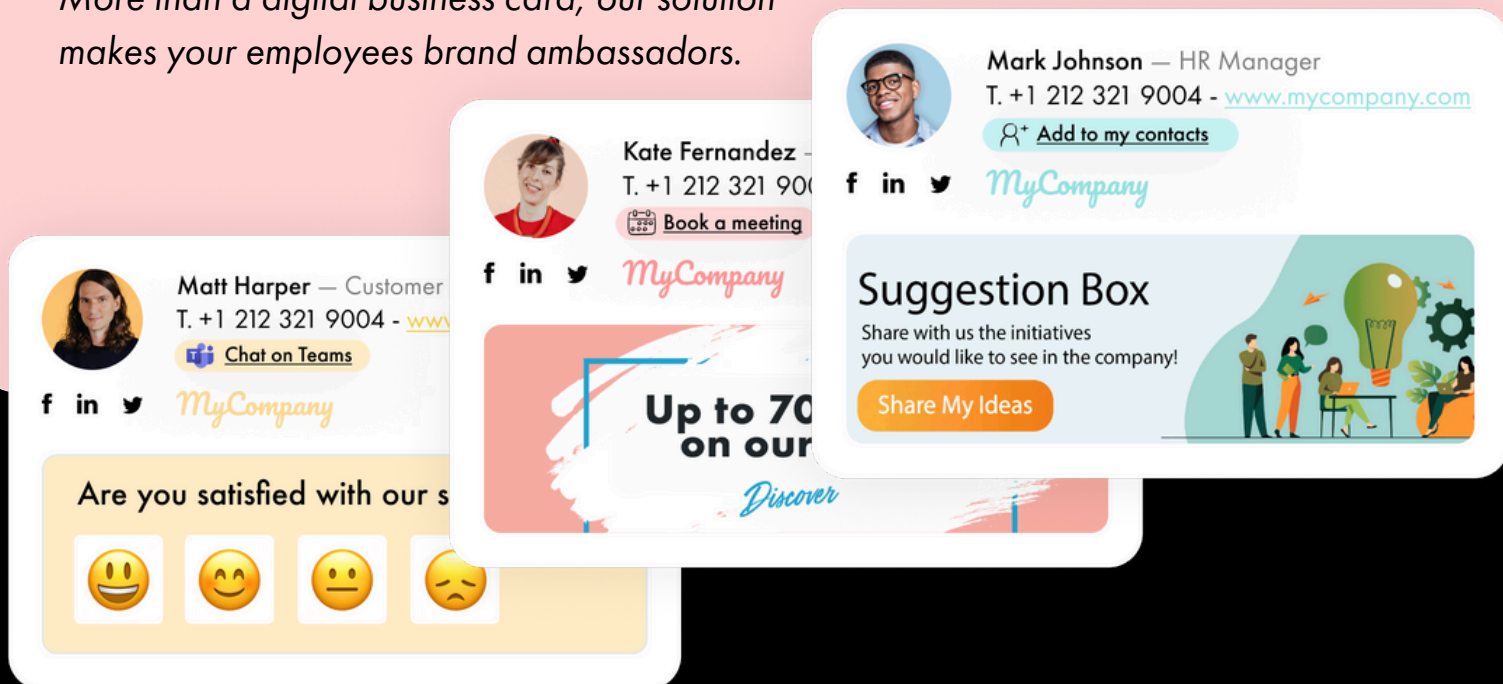 More than a digital business card, our solution
makes your employees brand ambassadors.
Mark Johnson — HR Manager
T. +1 212 321 9004 - www.mycompany.com
Add to my contacts
f in
MyCompany
Suggestion Box
Share with us the initiatives
you would like to see in the company!
Share My Ideas
Kate Fernandez –
T. +1 212 321 900
Book a meeting
f in
MyCompany
Up to 70
on our
Discover
Matt Harper — Customer
T. +1 212 321 9004 - www
Chat on Teams
f in
MyCompany
Are you satisfied with our s